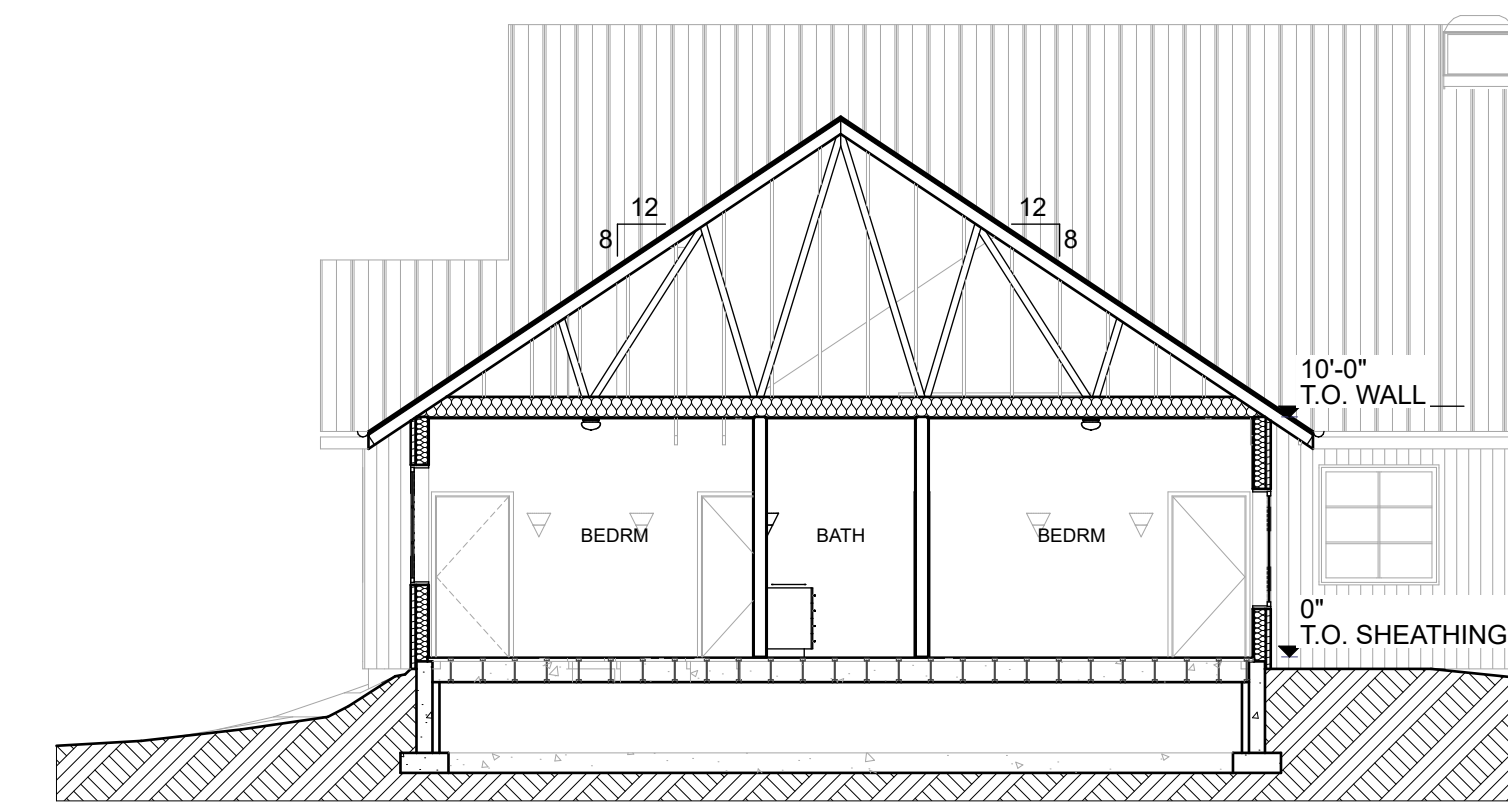 12
8
12
8
10'-0"
T.O. WALL
BEDRM
BATH
BEDRM
0"
T.O. SHEATHING